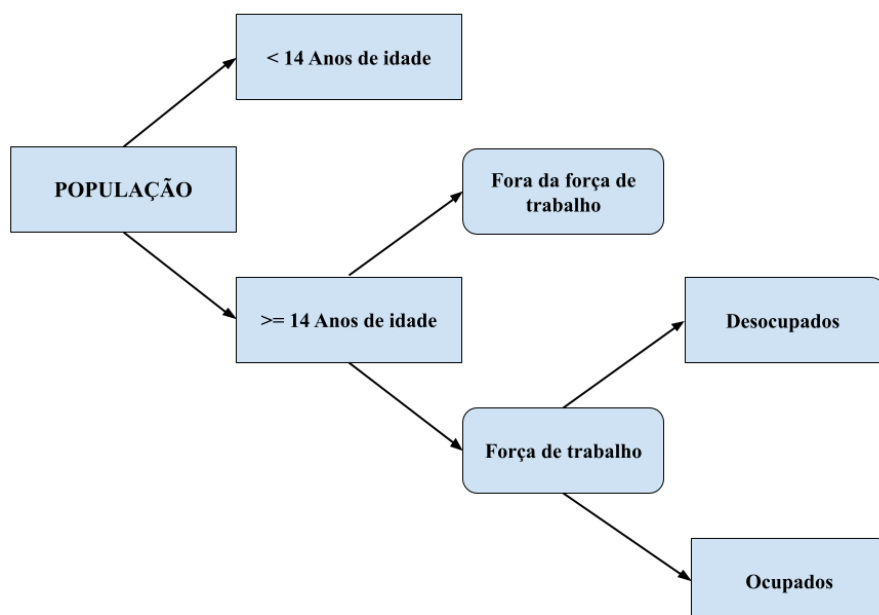 < 14 Anos de idade
POPULAÇÃO
Fora da força de
trabalho
>= 14 Anos de idade
Desocupados
Força de trabalho
Ocupados